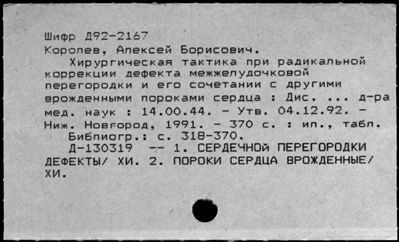 Шифр Д92-2167
Королев, Алексей Борисович.
Хирургическая тактика при радикальной
коррекции дефекта межжелудочковой
перегородки и его сочетании с другими
врожденными пороками сердца : Дис. ... д-ра
мед. наук : 14.00.44. - Утв. 04.12.92. -
Ниж. Новгород, 1991. - 370 с. : ил., табл.
Библиогр.: с. 318-370.
Д-130319 -- 1. СЕРДЕЧНОЙ ПЕРЕГОРОДКИ
ДЕФЕКТЫ/ ХИ. 2. ПОРОКИ СЕРДЦА ВРОЖДЕННЫЕ/
ХИ.